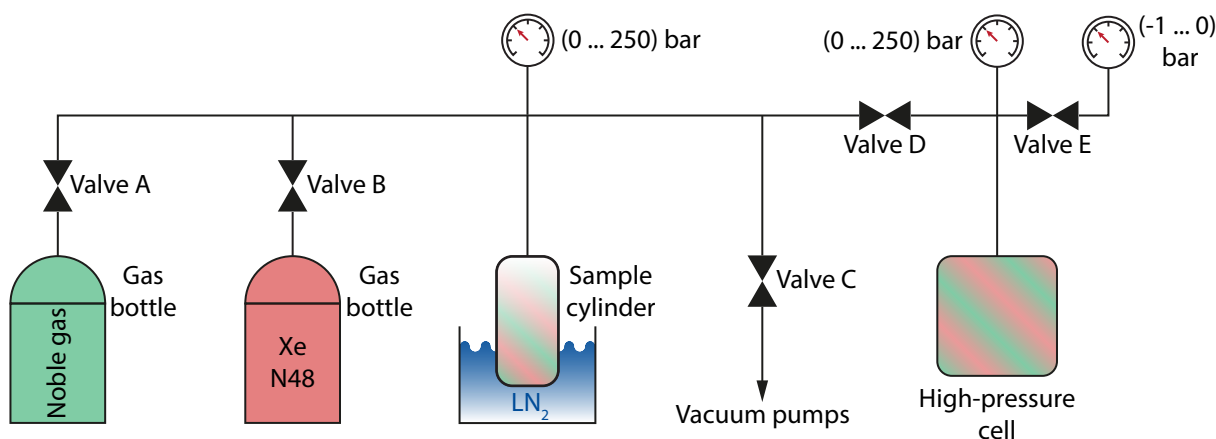 (0 ... 250) bar
(0 ... 250) bar
(-1 ... 0)
bar
Valve A
Valve B
Valve D
Valve E
Gas
bottle
Noble gas
Gas
bottle
Xe
N48
Sample
cylinder
LN₂
Valve C
Vacuum pumps
High-pressure
cell